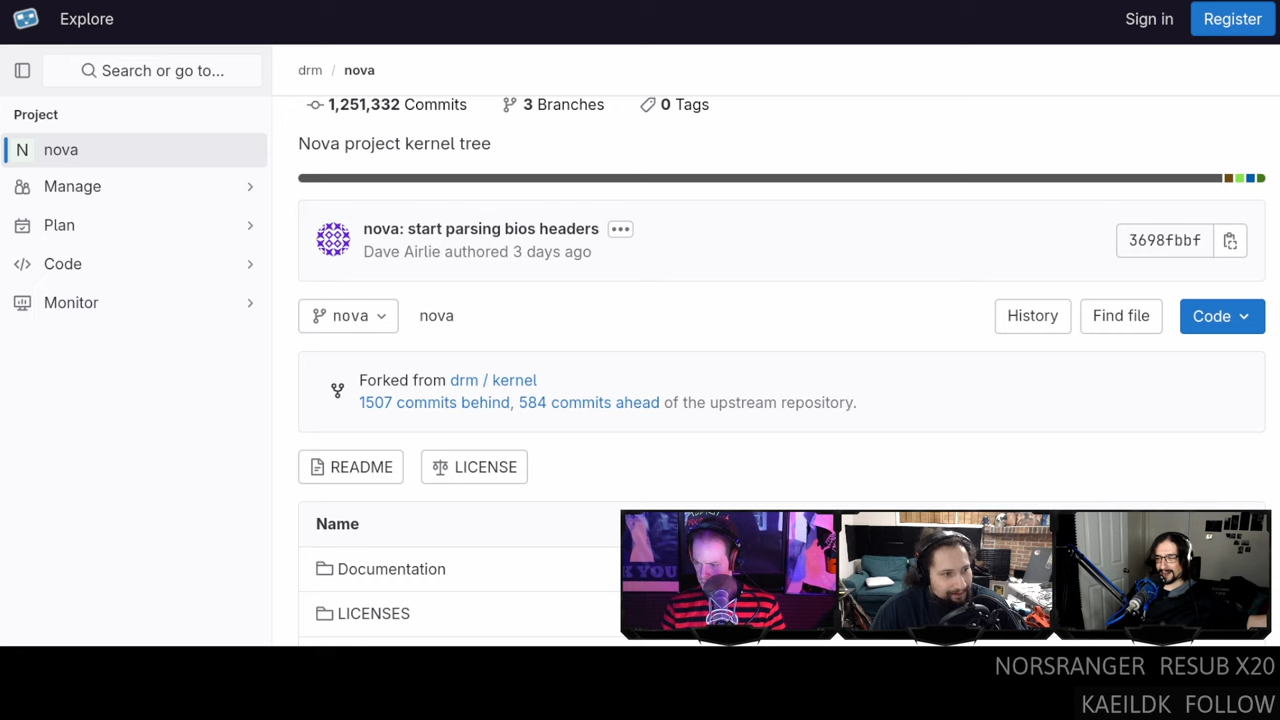 Explore
Sign in
Register
Search or go to...
drm / nova
Project
1,251,332 Commits
3 Branches
0 Tags
N nova
Nova project kernel tree
Manage
Plan
Code
Monitor
nova: start parsing bios headers
Dave Airlie authored 3 days ago
3698fbbf
nova
nova
History
Find file
Code
Forked from drm / kernel
1507 commits behind, 584 commits ahead of the upstream repository.
README
LICENSE
Name
Documentation
LICENSES
NORSRANGER RESUB X20
KAEILDK FOLLOW